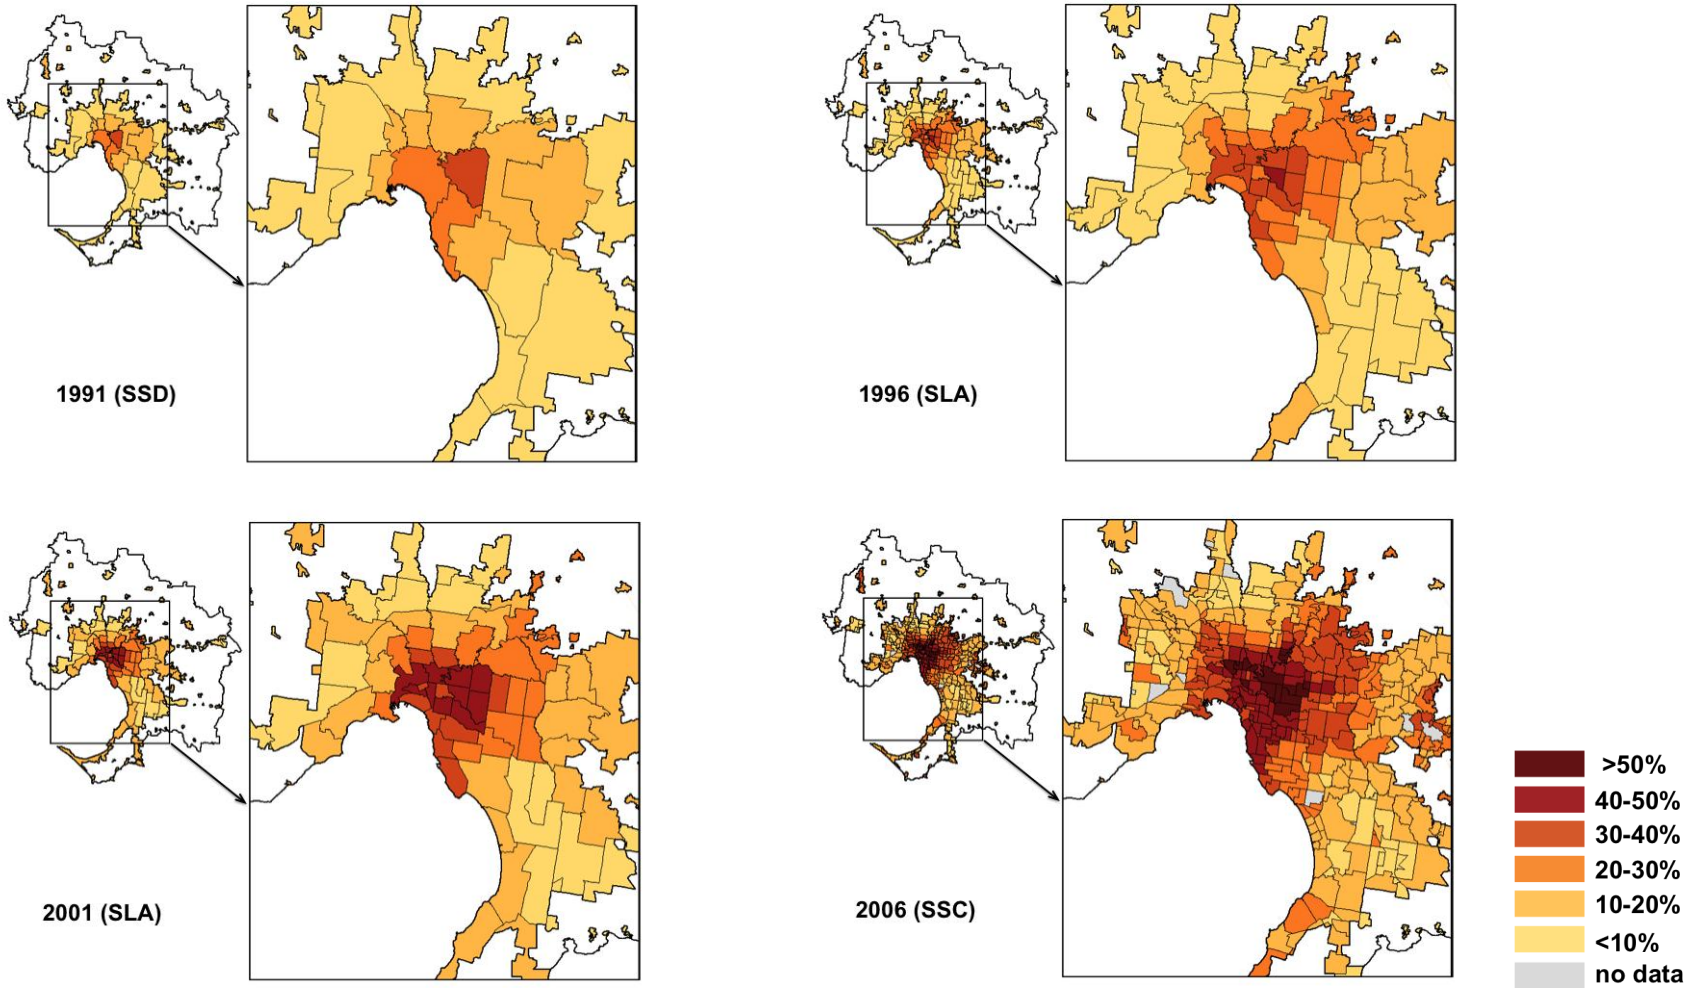 1991 (SSD)
1996 (SLA)
2001 (SLA)
2006 (SSC)
>50%
40-50%
30-40%
20-30%
10-20%
<10%
no data